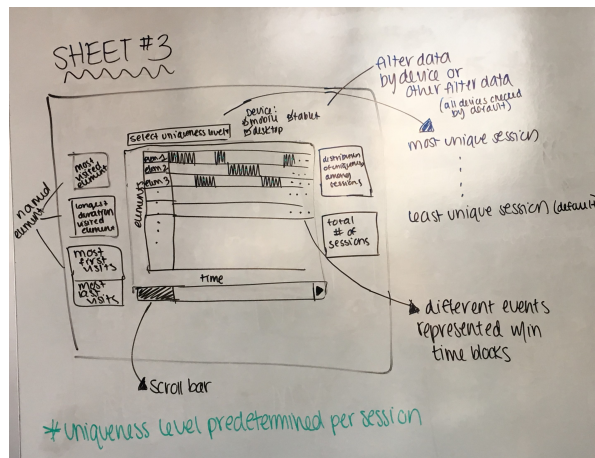 SHEET #3
filter data
by device or
other filter data
(all devices checked
by default)
Device:
mobile
tablet
desktop
select uniqueness level
most unique session
least unique session (default)
named
elements
most
visited
element
longest
duration
visited
element
most
first
visits
most
last
visits
elements
elem 1
elem 2
elem 3
time
distribution
of uniqueness
among
sessions
total
# of
sessions
different events
represented w/in
time blocks
scroll bar
*uniqueness level predetermined per session